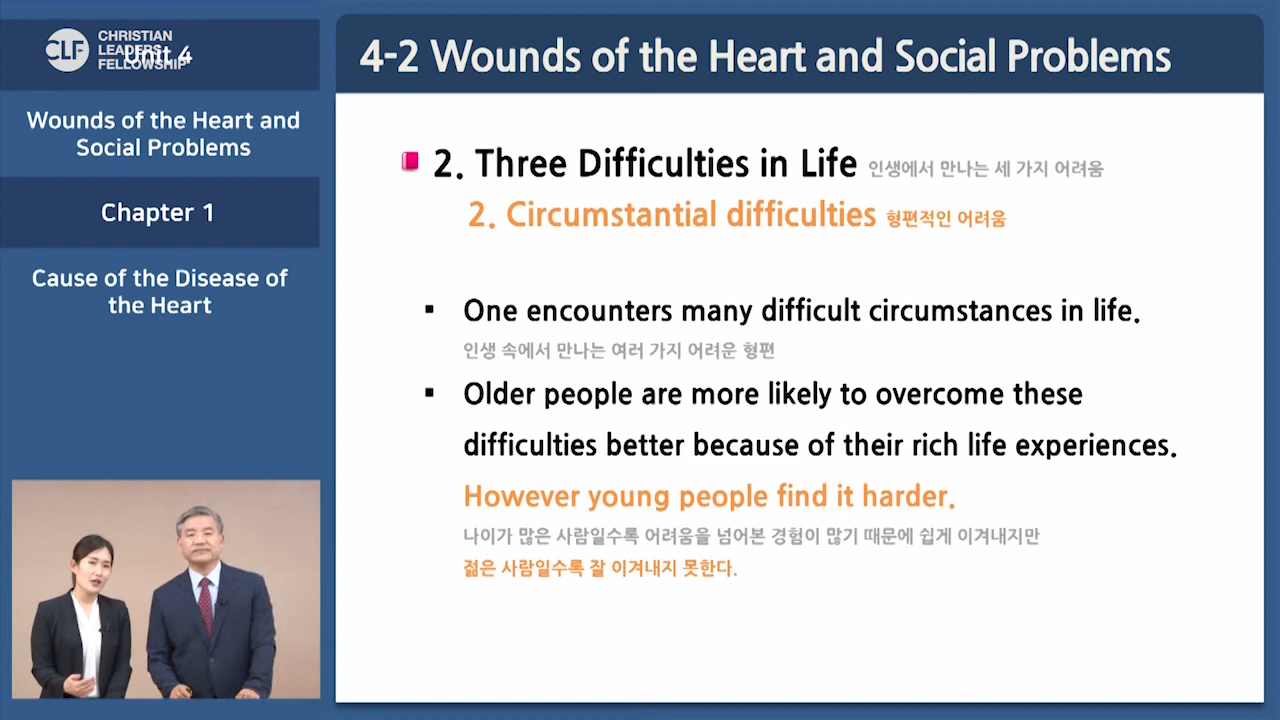 CHRISTIAN
LEADERS
FELLOWSHIP
CLF
Unit 4
Wounds of the Heart and
Social Problems
Chapter 1
Cause of the Disease of
the Heart
4-2 Wounds of the Heart and Social Problems
2. Three Difficulties in Life 인생에서 만나는 세 가지 어려움
2. Circumstantial difficulties 형편적인 어려움
▪ One encounters many difficult circumstances in life.
인생 속에서 만나는 여러 가지 어려운 형편
▪ Older people are more likely to overcome these
difficulties better because of their rich life experiences.
However young people find it harder.
나이가 많은 사람일수록 어려움을 넘어본 경험이 많기 때문에 쉽게 이겨내지만
젊은 사람일수록 잘 이겨내지 못한다.